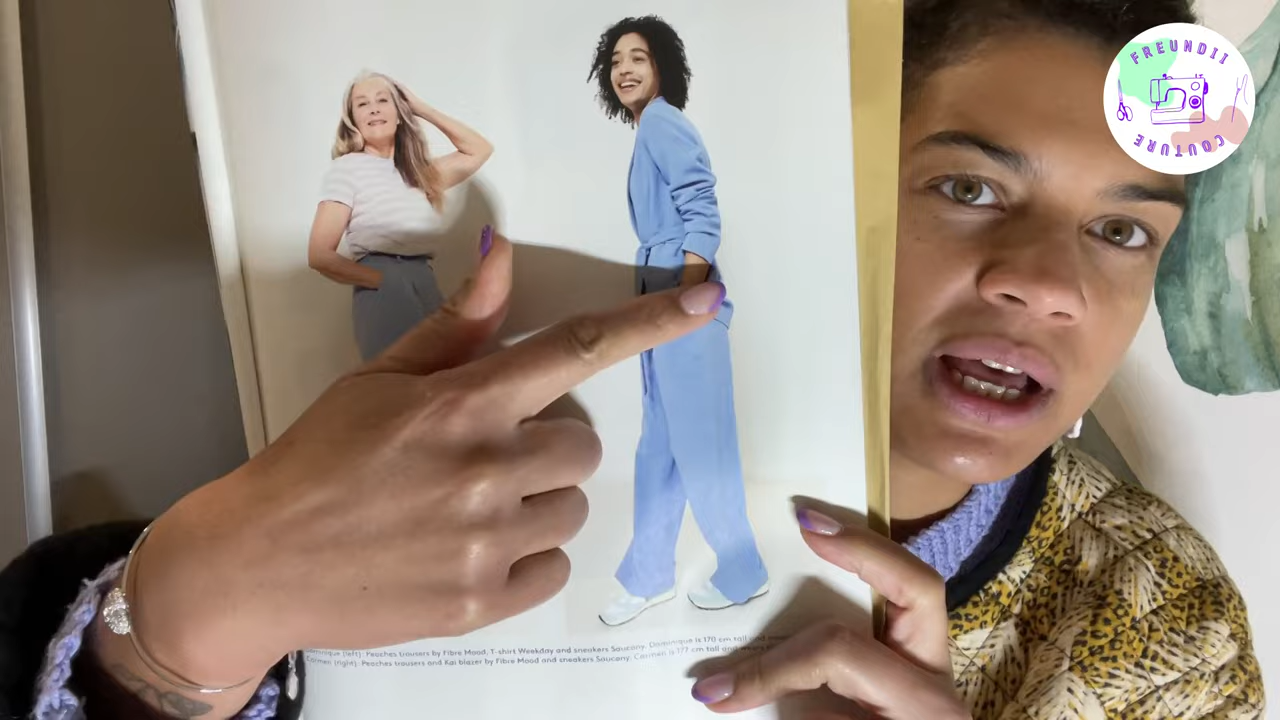 FREUNDII
COUTURE
(left): Peaches trousers by Fibre Mood, T-shirt Weekday and sneakers Saucony. Dominique is 170 cm tall and
Carmen (right): Peaches trousers and Kai blazer by Fibre Mood and sneakers Saucony. Carmen is 177 cm tall and